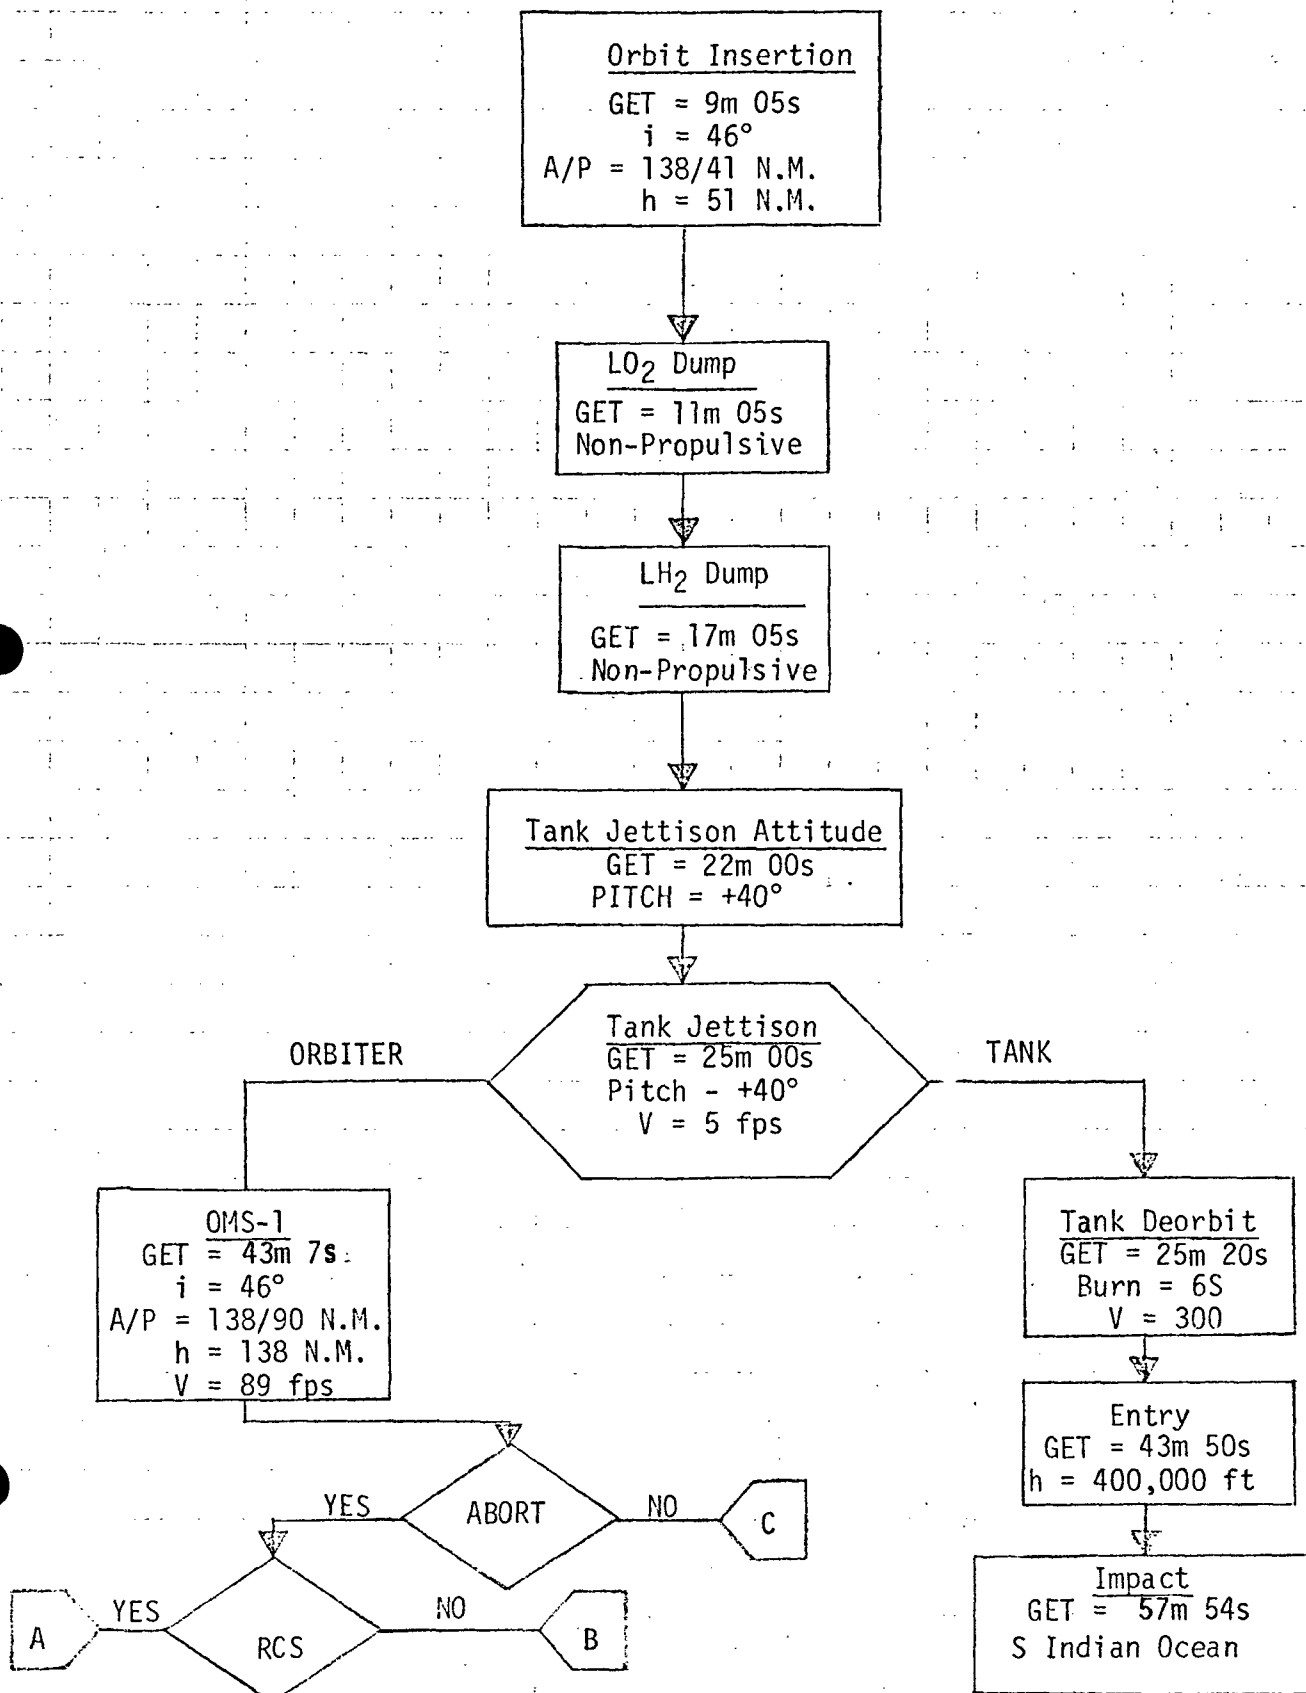 Orbit Insertion
GET = 9m 05s
i = 46°
A/P = 138/41 N.M.
h = 51 N.M.
LO2 Dump
GET = 11m 05s
Non-Propulsive
LH2 Dump
GET = 17m 05s
Non-Propulsive
Tank Jettison Attitude
GET = 22m 00s
PITCH = +40°
Tank Jettison
GET = 25m 00s
Pitch - +40°
V = 5 fps
ORBITER
TANK
OMS-1
GET = 43m 7s
i = 46°
A/P = 138/90 N.M.
h = 138 N.M.
V = 89 fps
Tank Deorbit
GET = 25m 20s
Burn = 6S
V = 300
Entry
GET = 43m 50s
h = 400,000 ft
Impact
GET = 57m 54s
S Indian Ocean
YES
ABORT
NO
C
A
YES
RCS
NO
B